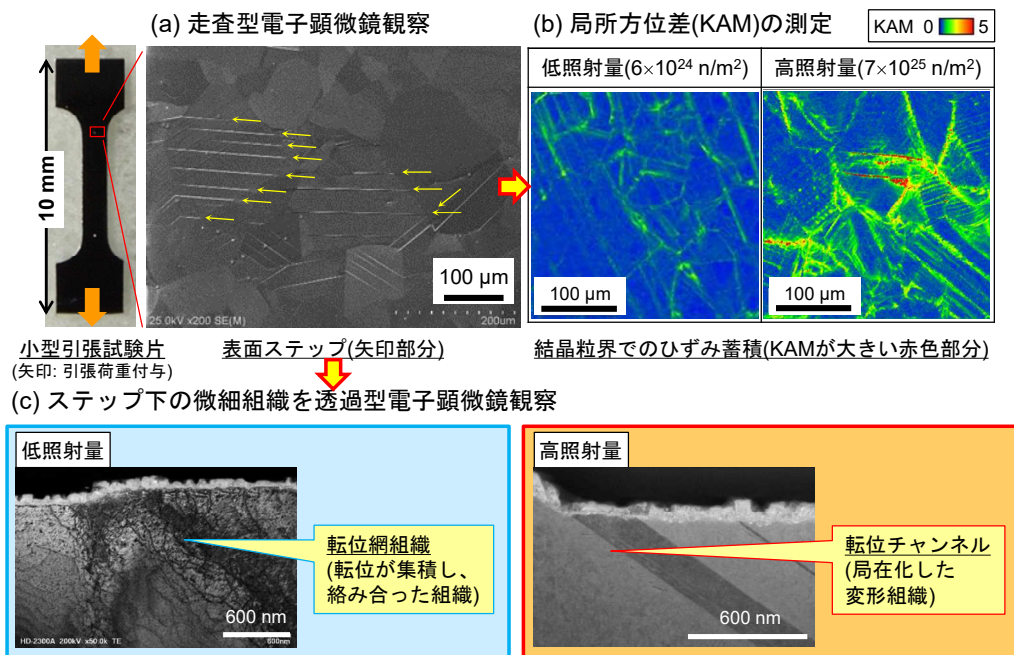 (a) 走査型電子顕微鏡観察
(b) 局所方位差(KAM)の測定
KAM 0 5
10 mm
100 μm
25.0kV x200 SE(M)
200um
小型引張試験片
(矢印: 引張荷重付与)
表面ステップ(矢印部分)
低照射量(6×10²⁴ n/m²)
高照射量(7×10²⁵ n/m²)
100 μm
100 μm
結晶粒界でのひずみ蓄積(KAMが大きい赤色部分)
(c) ステップ下の微細組織を透過型電子顕微鏡観察
低照射量
転位網組織
(転位が集積し、
絡み合った組織)
600 nm
HD-2300A 200kV x50.0k TE
600nm
高照射量
転位チャンネル
(局在化した
変形組織)
600 nm